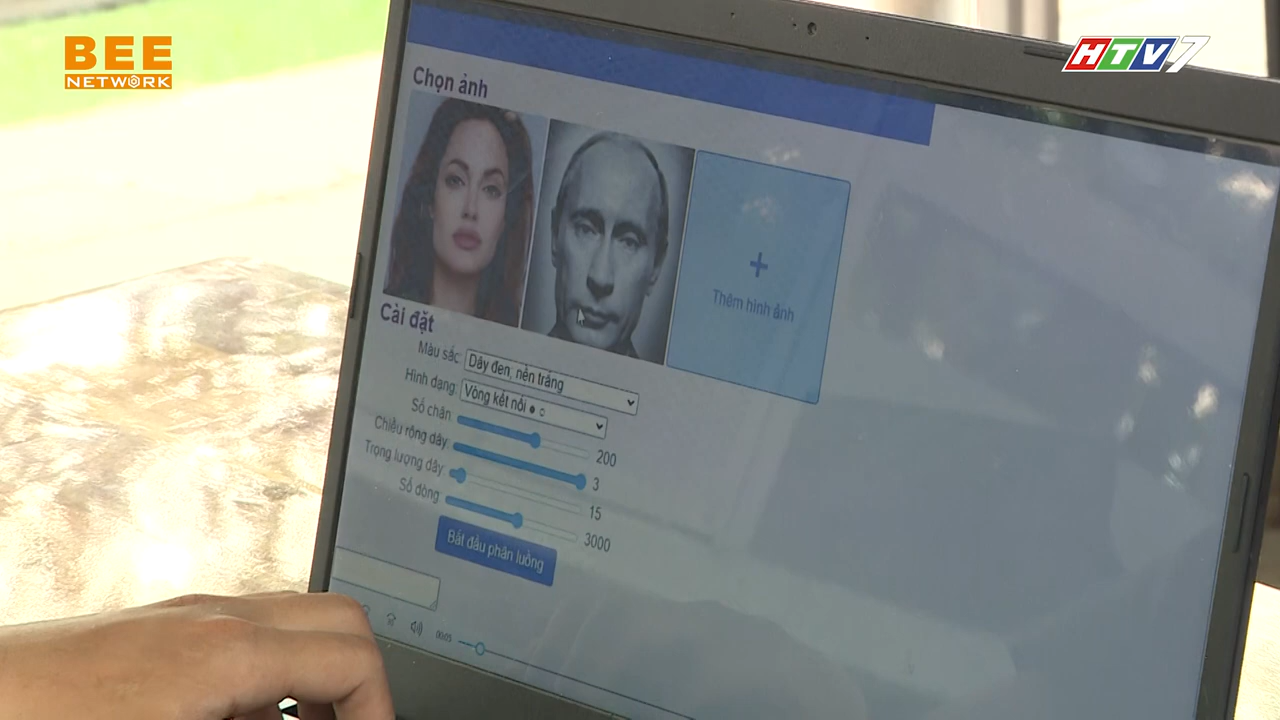 BEE
NETWORK
HTV7
Chọn ảnh
+
Thêm hình ảnh
Cài đặt
Màu sắc: Dây đen, nền trắng
Hình dạng: Vòng kết nối ● ○
Số chân: 200
Chiều rộng dây: 3
Trọng lượng dây: 15
Số dòng 3000
Bắt đầu phân luồng
00:05